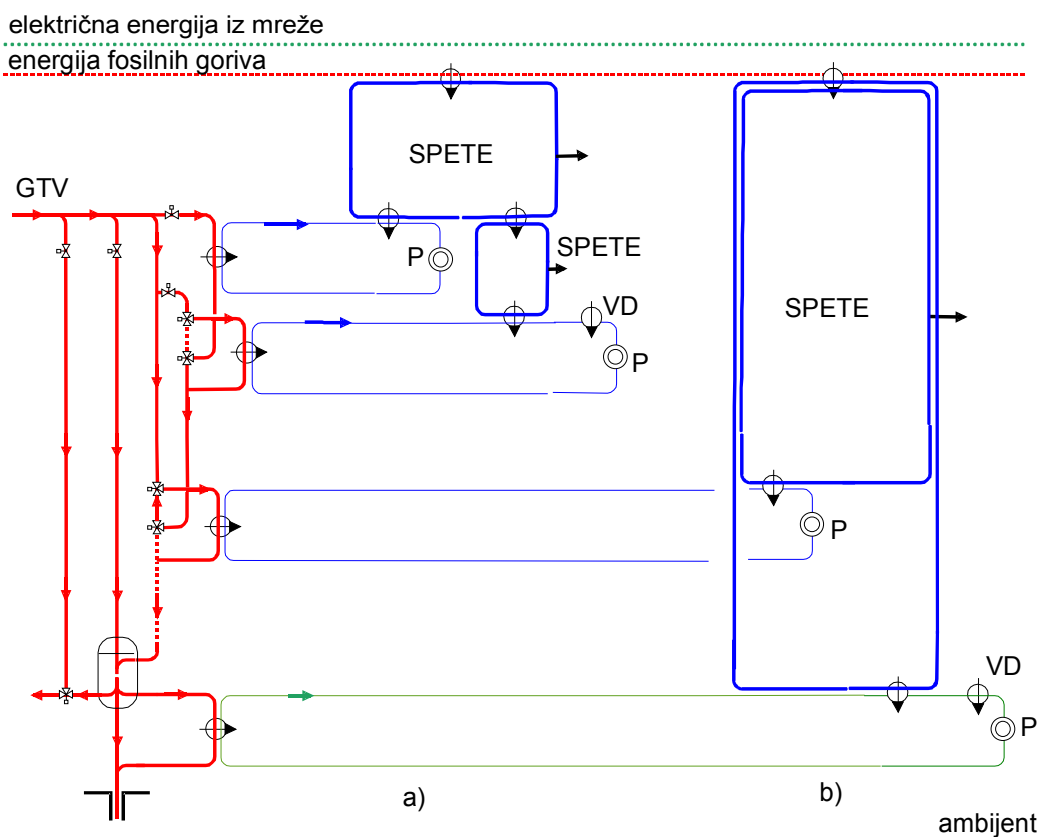 električna energija iz mreže
energija fosilnih goriva
SPETE
GTV
P
SPETE
VD
P
SPETE
P
VD
P
a)
b)
ambijent